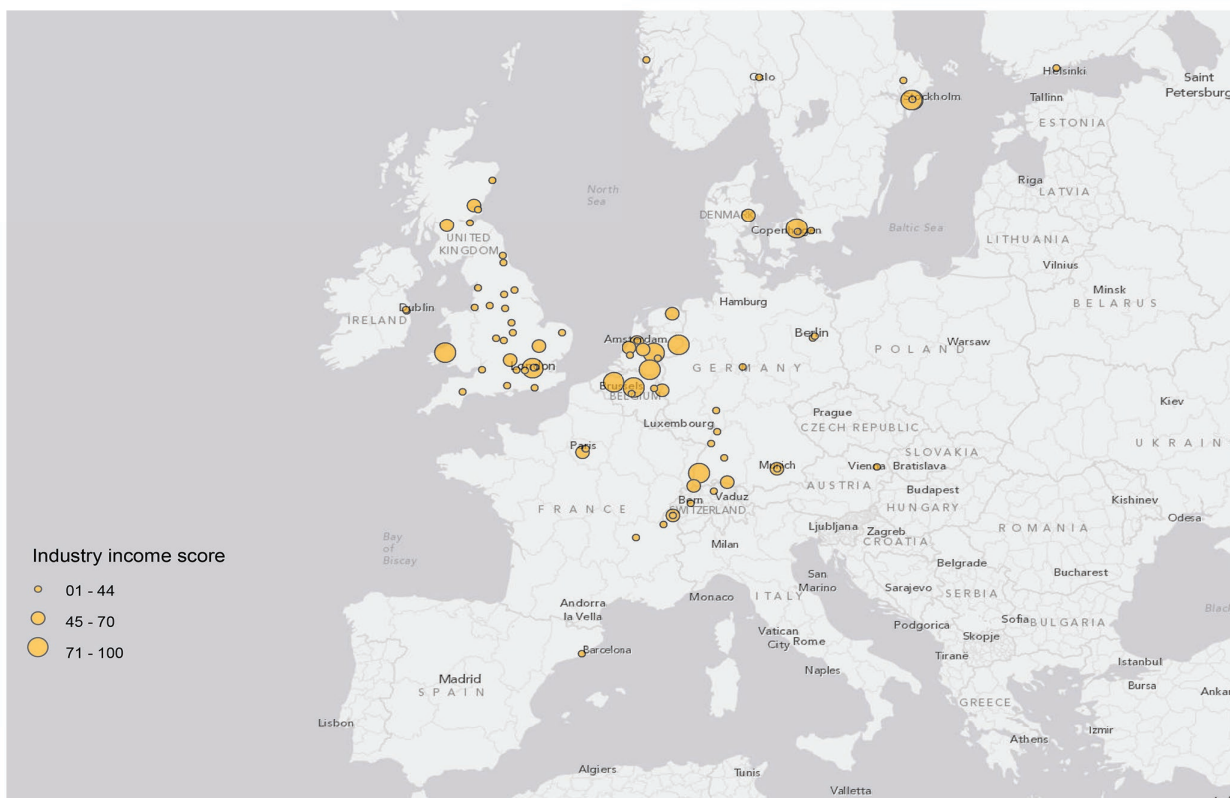 Oslo
Helsinki
Saint
Petersburg
Stockholm
Tallinn
ESTONIA
Riga
LATVIA
North
Sea
DENMARK
Copenhagen
Baltic Sea
LITHUANIA
Vilnius
UNITED
KINGDOM
Minsk
BELARUS
Hamburg
Dublin
IRELAND
Amsterdam
Berlin
Warsaw
POLAND
London
GERMANY
Brussels
BELGIUM
Kiev
Prague
Luxembourg
CZECH REPUBLIC
UKRAIN
Paris
SLOVAKIA
Munich
Vienna
Bratislava
AUSTRIA
Budapest
Bern
Vaduz
Kishinev
FRANCE
SWITZERLAND
HUNGARY
Odesa
Ljubljana
Zagreb
ROMANIA
Bay
of
Biscay
Milan
CROATIA
Industry income score
Belgrade
San
Marino
Bucharest
01 - 44
Sarajevo
SERBIA
Monaco
ITALY
Andorra
la Vella
Black
45 - 70
Podgorica
Sofia
BULGARIA
Vatican
City
Rome
Skopje
71 - 100
Barcelona
Tirane
Istanbul
Naples
Madrid
SPAIN
Bursa
Ankar
GREECE
Lisbon
Izmir
Athens
Algiers
Tunis
Valletta